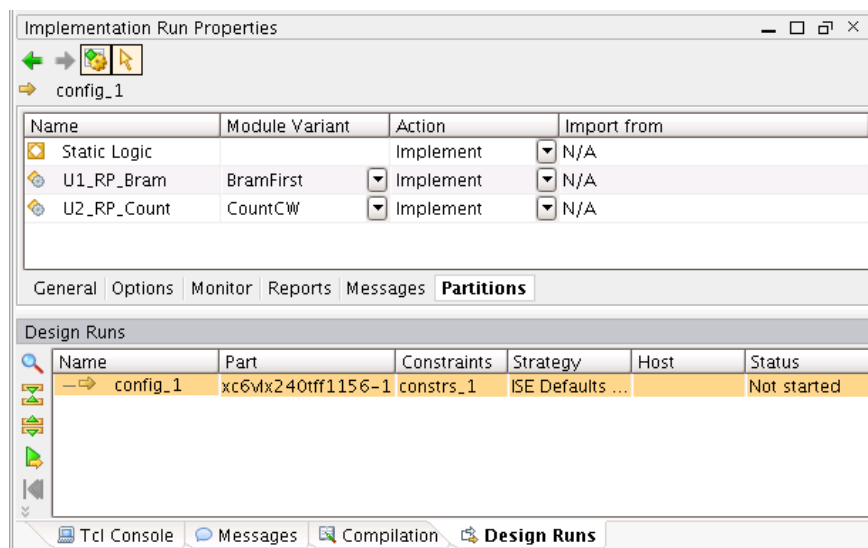 Implementation Run Properties
config_1
Name Module Variant Action Import from
Static Logic Implement N/A
U1_RP_Bram BramFirst Implement N/A
U2_RP_Count CountCW Implement N/A
General Options Monitor Reports Messages Partitions
Design Runs
Name Part Constraints Strategy Host Status
config_1 xc6vlx240tff1156-1 constrs_1 ISE Defaults ... Not started
Tcl Console Messages Compilation Design Runs